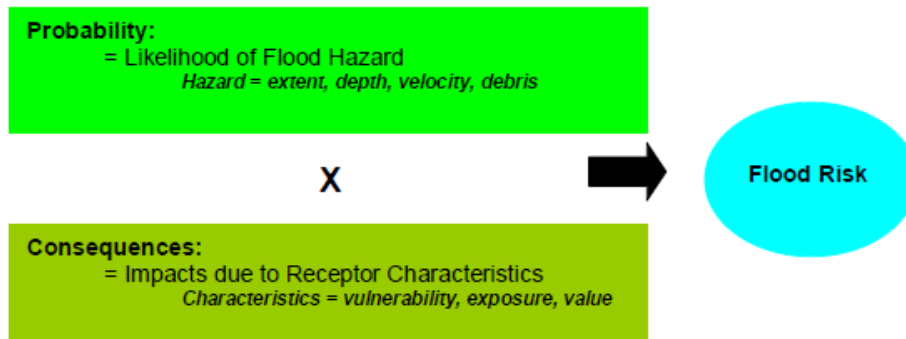 Probability:
= Likelihood of Flood Hazard
Hazard = extent, depth, velocity, debris
X
Flood Risk
Consequences:
= Impacts due to Receptor Characteristics
Characteristics = vulnerability, exposure, value